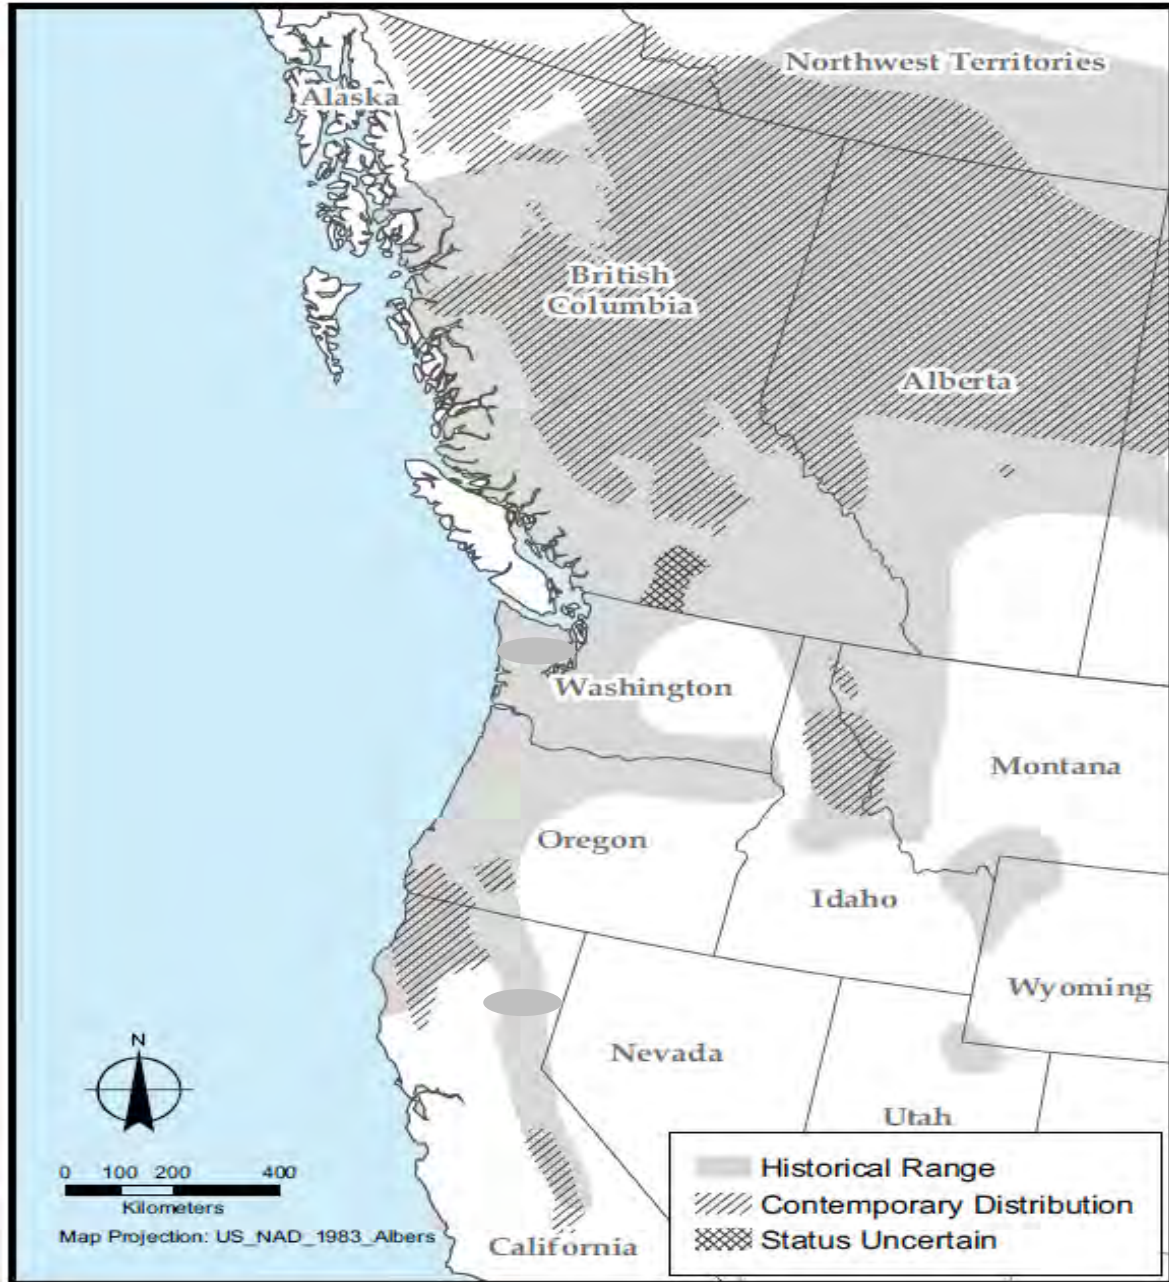 Northwest Territories
Alaska
British
Columbia
Alberta
Washington
Montana
Oregon
Idaho
Wyoming
Nevada
Utah
N
0 100 200 400
Kilometers
Map Projection: US_NAD_1983_Albers
California
Historical Range
Contemporary Distribution
Status Uncertain